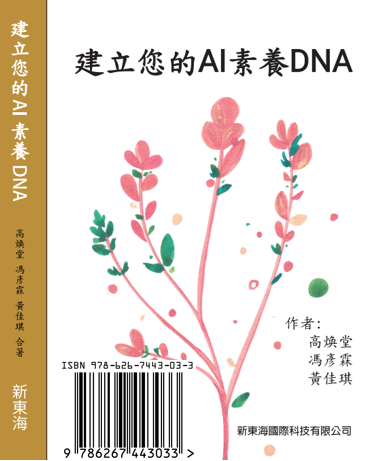 建立您的AI素養DNA
高煥堂 馮彥霖 黃佳琪 合著
新東海
建立您的AI素養DNA
作者:
高煥堂
馮彥霖
黃佳琪
ISBN 978-626-7443-03-3
9 786267 443033 >
新東海國際科技有限公司